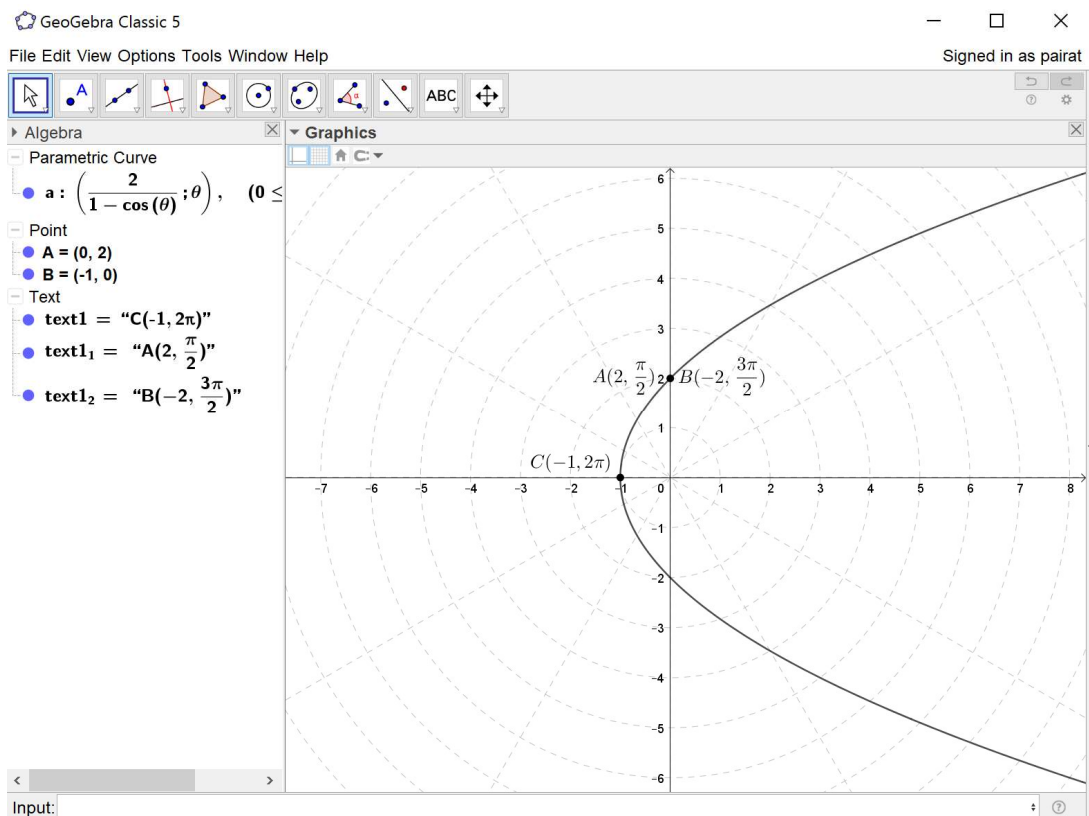 GeoGebra Classic 5
File Edit View Options Tools Window Help
Signed in as pairat
ABC
Algebra
Graphics
Parametric Curve
a : (2/(1 − cos (θ)) ; θ) , (0 ≤
Point
A = (0, 2)
B = (-1, 0)
Text
text1 = “C(-1, 2π)”
text1₁ = “A(2, π/2)”
text1₂ = “B(−2, 3π/2)”
6
5
4
3
A(2, π/2) 2 B(−2, 3π/2)
1
C(−1, 2π)
−7 −6 −5 −4 −3 −2 −1 0 1 2 3 4 5 6 7 8
−1
−2
−3
−4
−5
−6
Input: